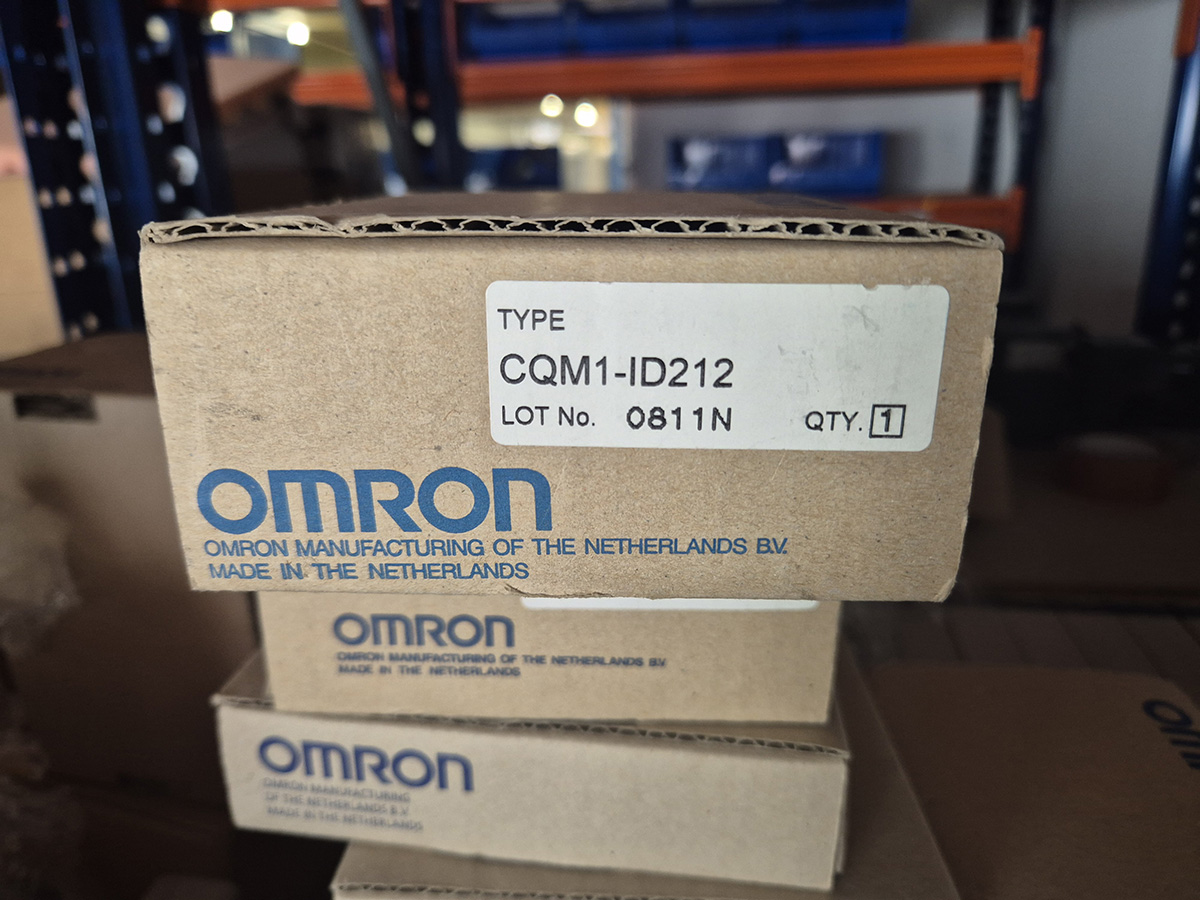 TYPE
CQM1-ID212
LOT No. 0811N QTY. 1
OMRON
OMRON MANUFACTURING OF THE NETHERLANDS B.V.
MADE IN THE NETHERLANDS
OMRON
OMRON MANUFACTURING OF THE NETHERLANDS B.V.
MADE IN THE NETHERLANDS
OMRON
OMRON MANUFACTURING
OF THE NETHERLANDS B.V.
MADE IN THE NETHERLANDS